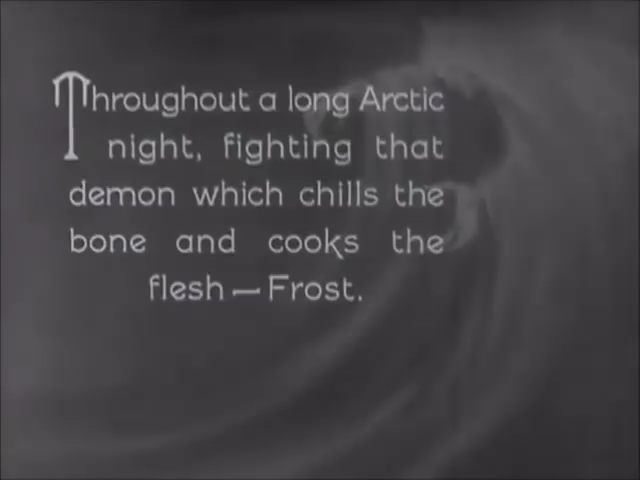 Throughout a long Arctic
night, fighting that
demon which chills the
bone and cooks the
flesh — Frost.